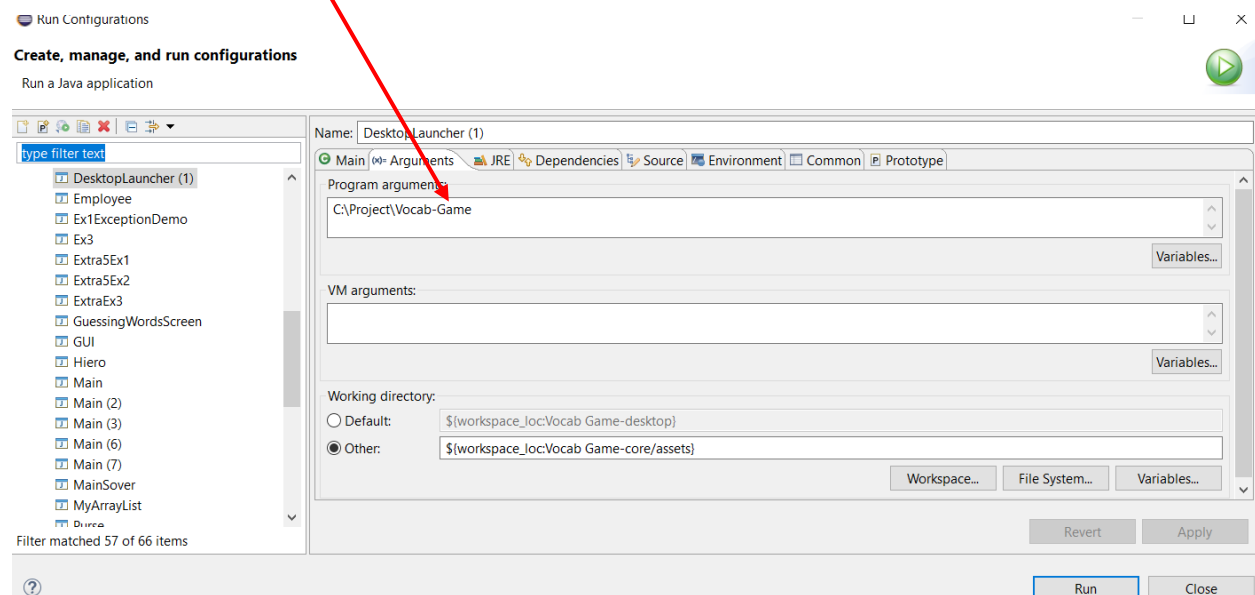 Run Configurations
Create, manage, and run configurations
Run a Java application
type filter text
DesktopLauncher (1)
Employee
Ex1ExceptionDemo
Ex3
Extra5Ex1
Extra5Ex2
ExtraEx3
GuessingWordsScreen
GUI
Hiero
Main
Main (2)
Main (3)
Main (6)
Main (7)
MainSover
MyArrayList
Purse
Filter matched 57 of 66 items
Name: DesktopLauncher (1)
Main (x)= Arguments JRE Dependencies Source Environment Common Prototype
Program arguments:
C:\Project\Vocab-Game
Variables...
VM arguments:
Variables...
Working directory:
Default: ${workspace_loc:Vocab Game-desktop}
Other: ${workspace_loc:Vocab Game-core/assets}
Workspace... File System... Variables...
Revert Apply
Run Close